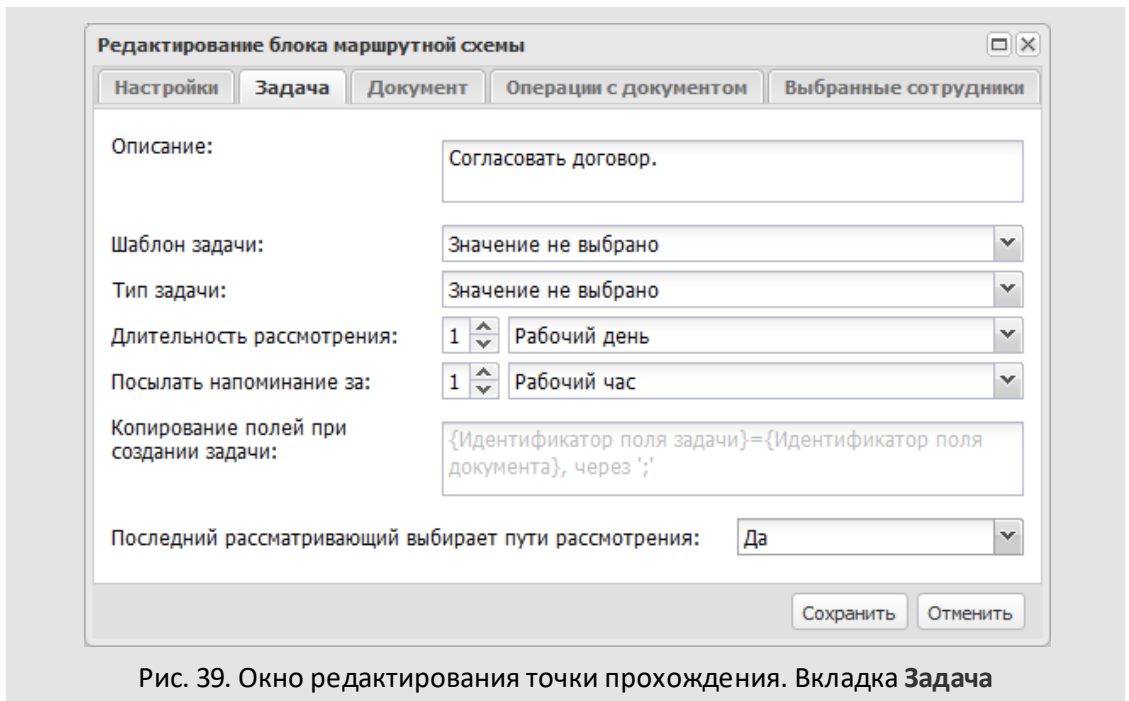 Редактирование блока маршрутной схемы
Настройки Задача Документ Операции с документом Выбранные сотрудники
Описание: Согласовать договор.
Шаблон задачи: Значение не выбрано
Тип задачи: Значение не выбрано
Длительность рассмотрения: 1 Рабочий день
Посылать напоминание за: 1 Рабочий час
Копирование полей при
создании задачи:
{Идентификатор поля задачи}={Идентификатор поля
документа}, через ';'
Последний рассматривающий выбирает пути рассмотрения: Да
Сохранить Отменить
Рис. 39. Окно редактирования точки прохождения. Вкладка Задача